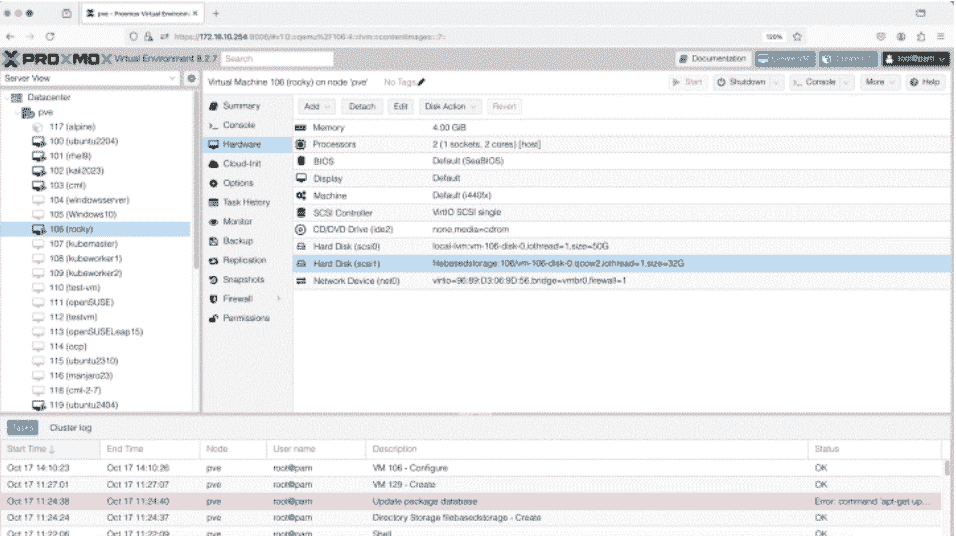 pve - Proxmox Virtual Environm
120%
PROXMOX Virtual Environment 8.2.7
Search
Documentation
root@pam
Server View
Virtual Machine 106 (rocky) on node 'pve'
No Tags
Start
Shutdown
Console
More
Help
Datacenter
pve
117 (alpine)
100 (ubuntu2204)
101 (rhel8)
102 (kali2023)
103 (cml)
104 (windowsserver)
105 (Windows10)
106 (rocky)
107 (kubemaster)
108 (kubeworker1)
109 (kubeworker2)
110 (test-vm)
111 (openSUSE)
112 (testvm)
113 (openSUSELeap15)
114 (ocp)
115 (ubuntu2310)
116 (manjaro23)
118 (cml-2-7)
119 (ubuntu2404)
Summary
Console
Hardware
Cloud-Init
Options
Task History
Monitor
Backup
Replication
Snapshots
Firewall
Permissions
Add
Detach
Edit
Disk Action
Revert
Memory 4.00 GiB
Processors 2 (1 sockets, 2 cores) [host]
BIOS Default (SeaBIOS)
Display Default
Machine Default (i440fx)
SCSI Controller VirtIO SCSI single
CD/DVD Drive (ide2) none,media=cdrom
Hard Disk (scsi0) local-lvm:vm-106-disk-0,iothread=1,size=50G
Hard Disk (scsi1) filebasedstorage:106/vm-106-disk-0.qcow2,iothread=1,size=32G
Network Device (net0) virtio=96:89:D3:06:9D:56,bridge=vmbr0,firewall=1
Tasks
Cluster log
Start Time End Time Node User name Description Status
Oct 17 14:10:23 Oct 17 14:10:26 pve root@pam VM 106 - Configure OK
Oct 17 11:27:01 Oct 17 11:27:07 pve root@pam VM 129 - Create OK
Oct 17 11:24:38 Oct 17 11:24:40 pve root@pam Update package database Error: command 'apt-get up...
Oct 17 11:24:24 Oct 17 11:24:37 pve root@pam Directory Storage filebasedstorage - Create OK
Oct 17 11:22:06 Oct 17 11:22:09 pve root@pam Shell OK